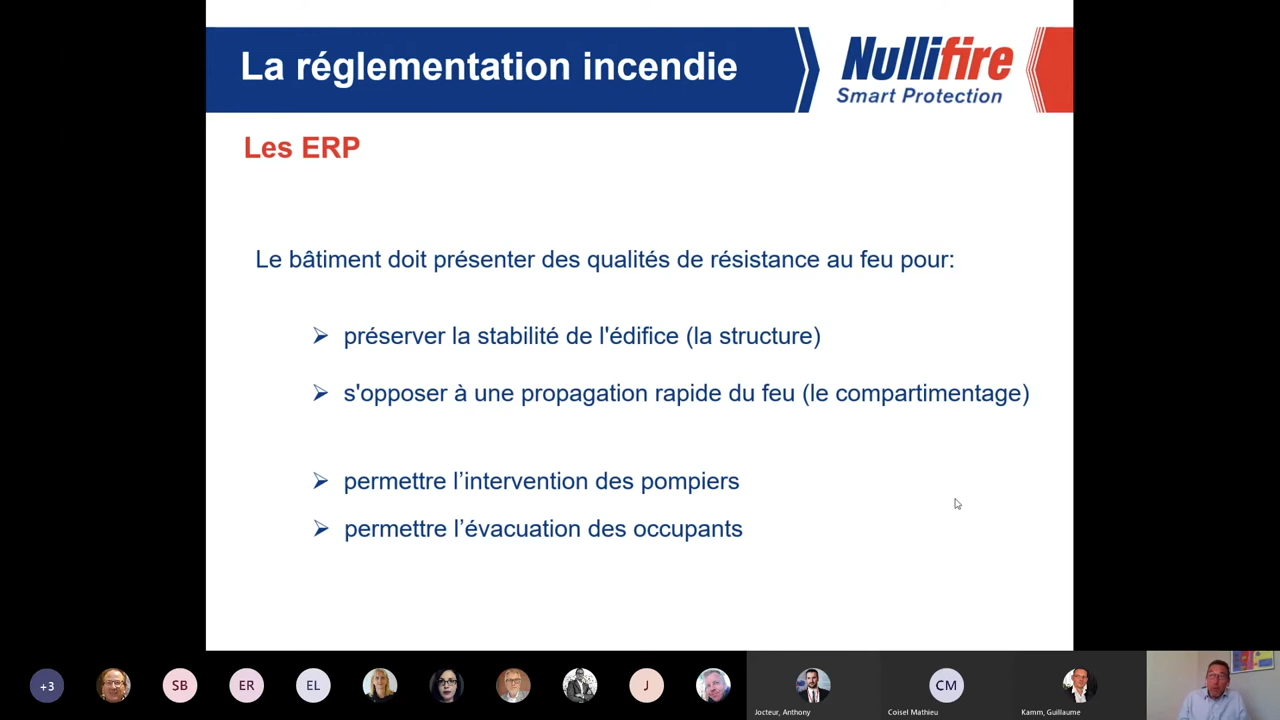 La réglementation incendie
Nullifire
Smart Protection
Les ERP
Le bâtiment doit présenter des qualités de résistance au feu pour:
préserver la stabilité de l'édifice (la structure)
s'opposer à une propagation rapide du feu (le compartimentage)
permettre l’intervention des pompiers
permettre l’évacuation des occupants
+3
SB
ER
EL
J
CM
Jocteur, Anthony
Coisel Mathieu
Kamm, Guillaume